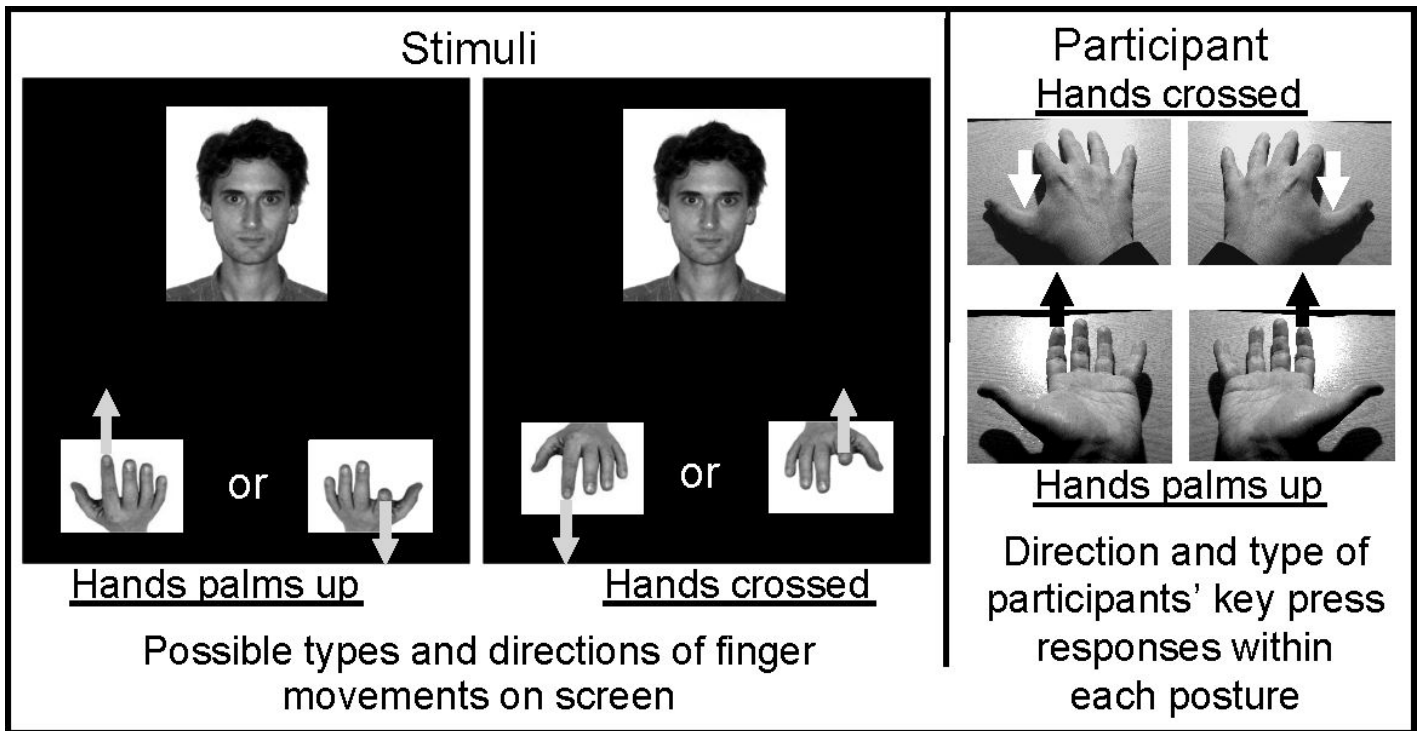 Stimuli
or
Hands palms up
or
Hands crossed
Possible types and directions of finger
movements on screen
Participant
Hands crossed
Hands palms up
Direction and type of
participants’ key press
responses within
each posture